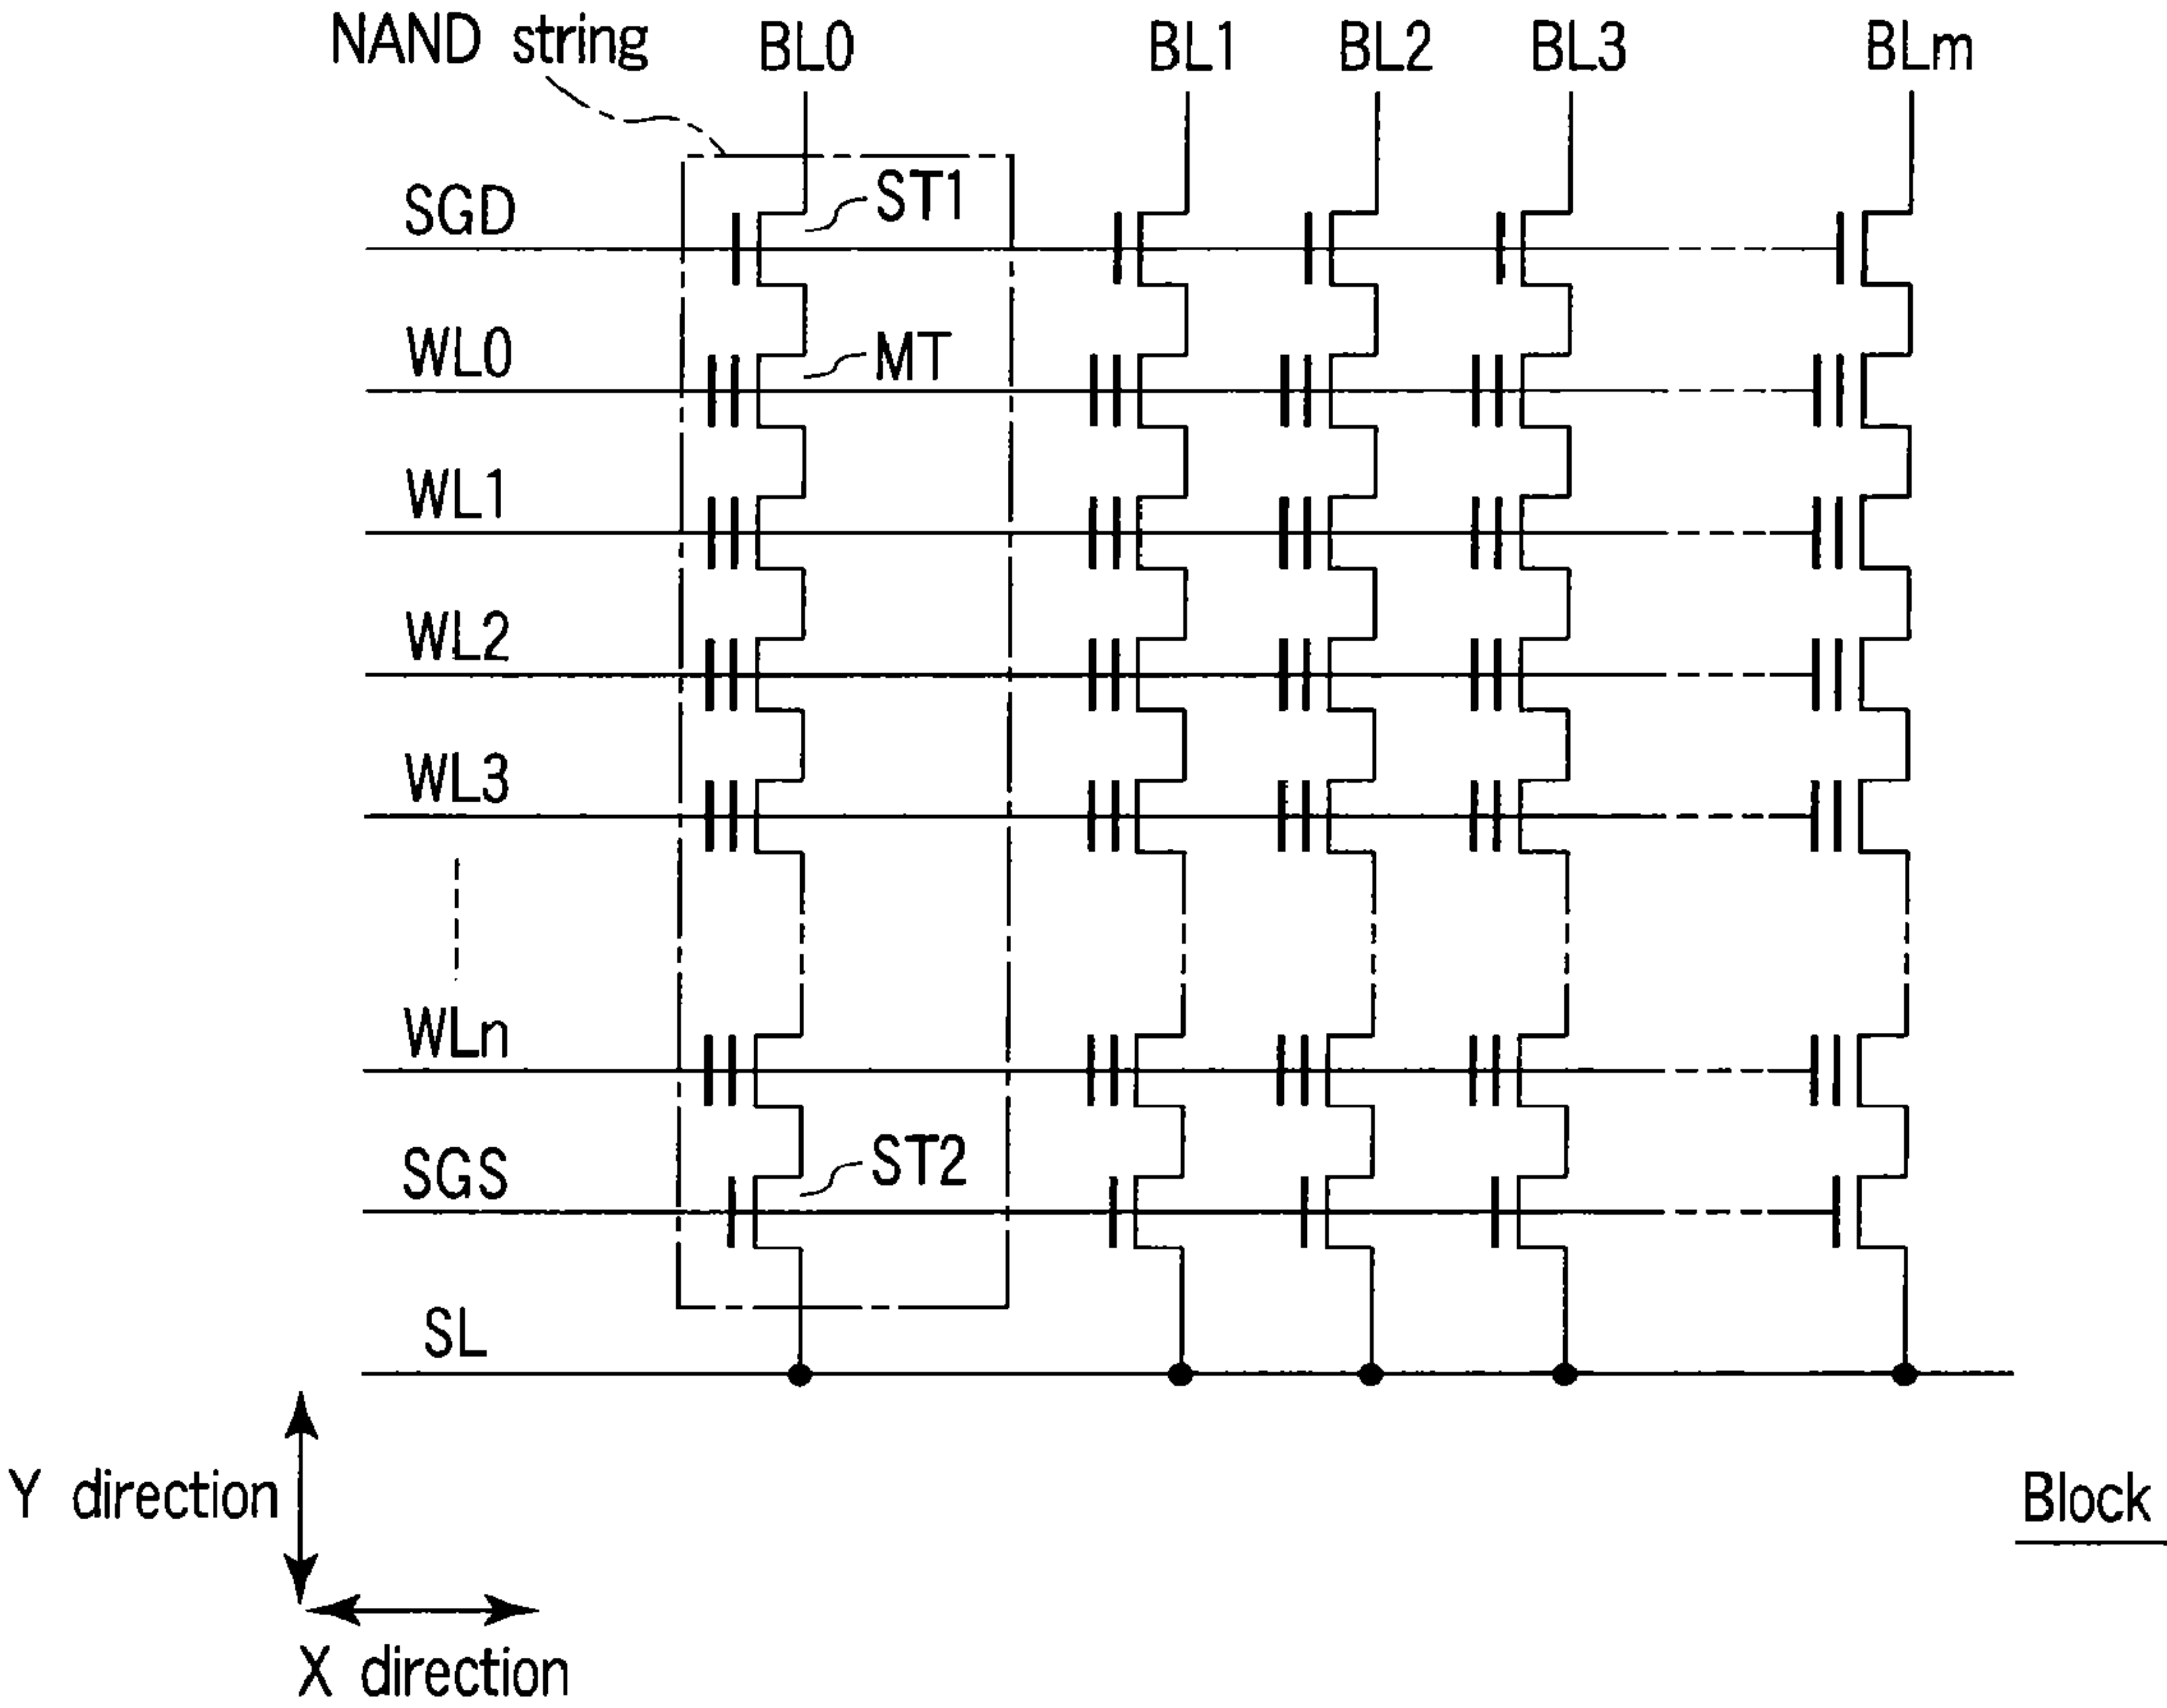 NAND string
BL0
BL1
BL2
BL3
BLm
SGD
ST1
WL0
MT
WL1
WL2
WL3
WLn
SGS
ST2
SL
Y direction
X direction
Block